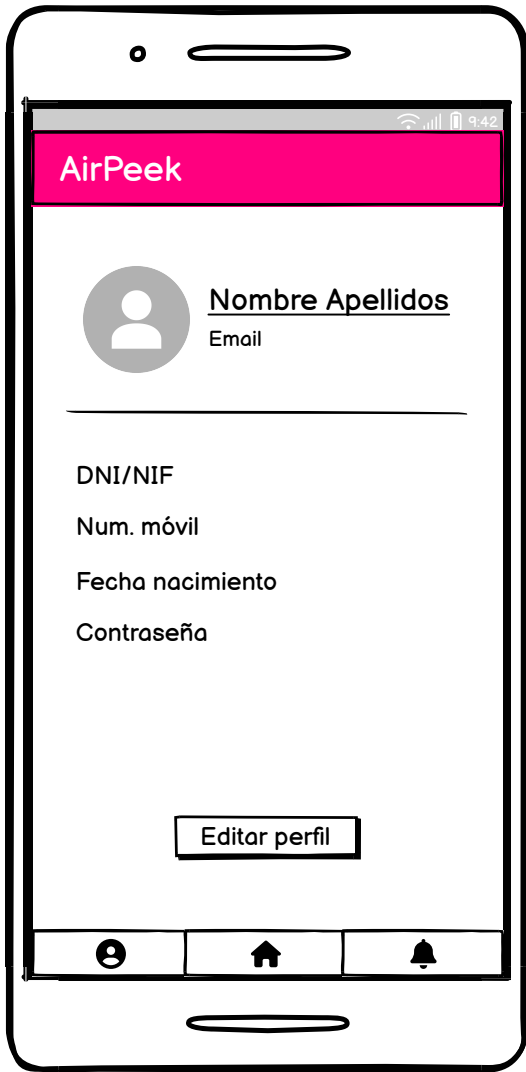 9:42
AirPeek
Nombre Apellidos
Email
DNI/NIF
Num. móvil
Fecha nacimiento
Contraseña
Editar perfil